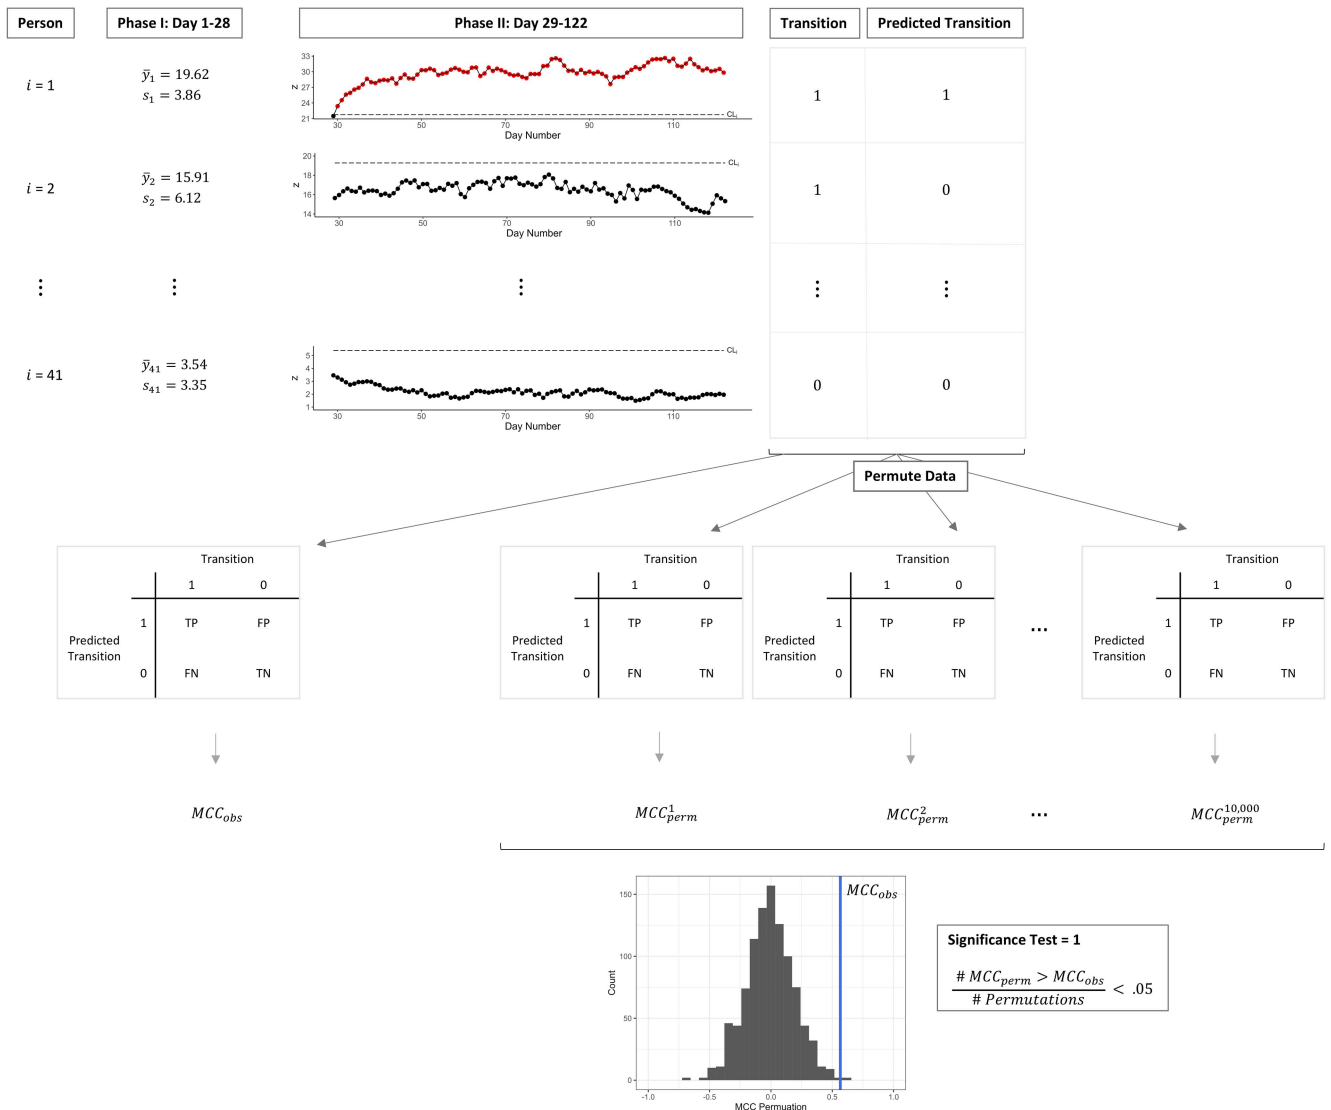 Person Phase I: Day 1-28 Phase II: Day 29-122 Transition Predicted Transition
i = 1
ȳ₁ = 19.62
s₁ = 3.86
33
30
27
24
21
z
CLᵢ
30 50 70 90 110
Day Number
1 1
i = 2
ȳ₂ = 15.91
s₂ = 6.12
20
18
16
14
z
CLᵢ
30 50 70 90 110
Day Number
1 0
⋮ ⋮ ⋮ ⋮ ⋮
i = 41
ȳ₄₁ = 3.54
s₄₁ = 3.35
5
4
3
2
1
z
CLᵢ
30 50 70 90 110
Day Number
0 0
Permute Data
Transition
1 0
Predicted
Transition
1 TP FP
0 FN TN
Transition
1 0
Predicted
Transition
1 TP FP
0 FN TN
Transition
1 0
Predicted
Transition
1 TP FP
0 FN TN
...
Transition
1 0
Predicted
Transition
1 TP FP
0 FN TN
MCC_obs MCC¹_perm MCC²_perm ... MCC¹⁰,⁰⁰⁰_perm
MCC_obs
150
100
50
0
Count
-1.0 -0.5 0.0 0.5 1.0
MCC Permuation
Significance Test = 1
# MCC_perm > MCC_obs
# Permutations
< .05